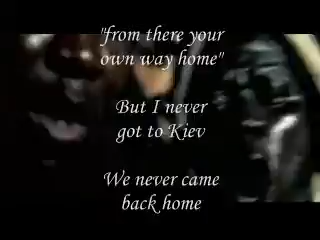 "from there your
own way home"
But I never
got to Kiev
We never came
back home